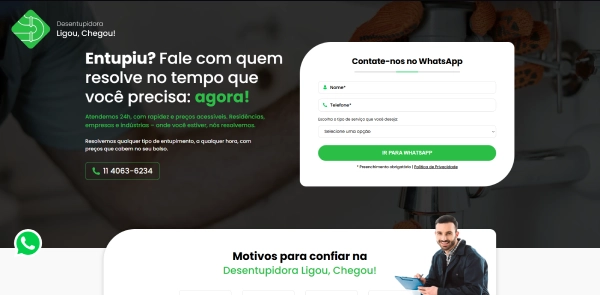 Desentupidora
Ligou, Chegou!
Entupiu? Fale com quem
resolve no tempo que
você precisa: agora!
Atendemos 24h, com rapidez e preços acessíveis. Residências,
empresas e indústrias – onde você estiver, nós resolvemos.
Resolvemos qualquer tipo de entupimento, a qualquer hora, com
preços que cabem no seu bolso.
11 4063-6234
Contate-nos no WhatsApp
Nome*
Telefone*
Escolha o tipo de serviço que você deseja:
Selecione uma opção
IR PARA WHATSAPP
* Preenchimento obrigatório | Política de Privacidade
Motivos para confiar na
Desentupidora Ligou, Chegou!